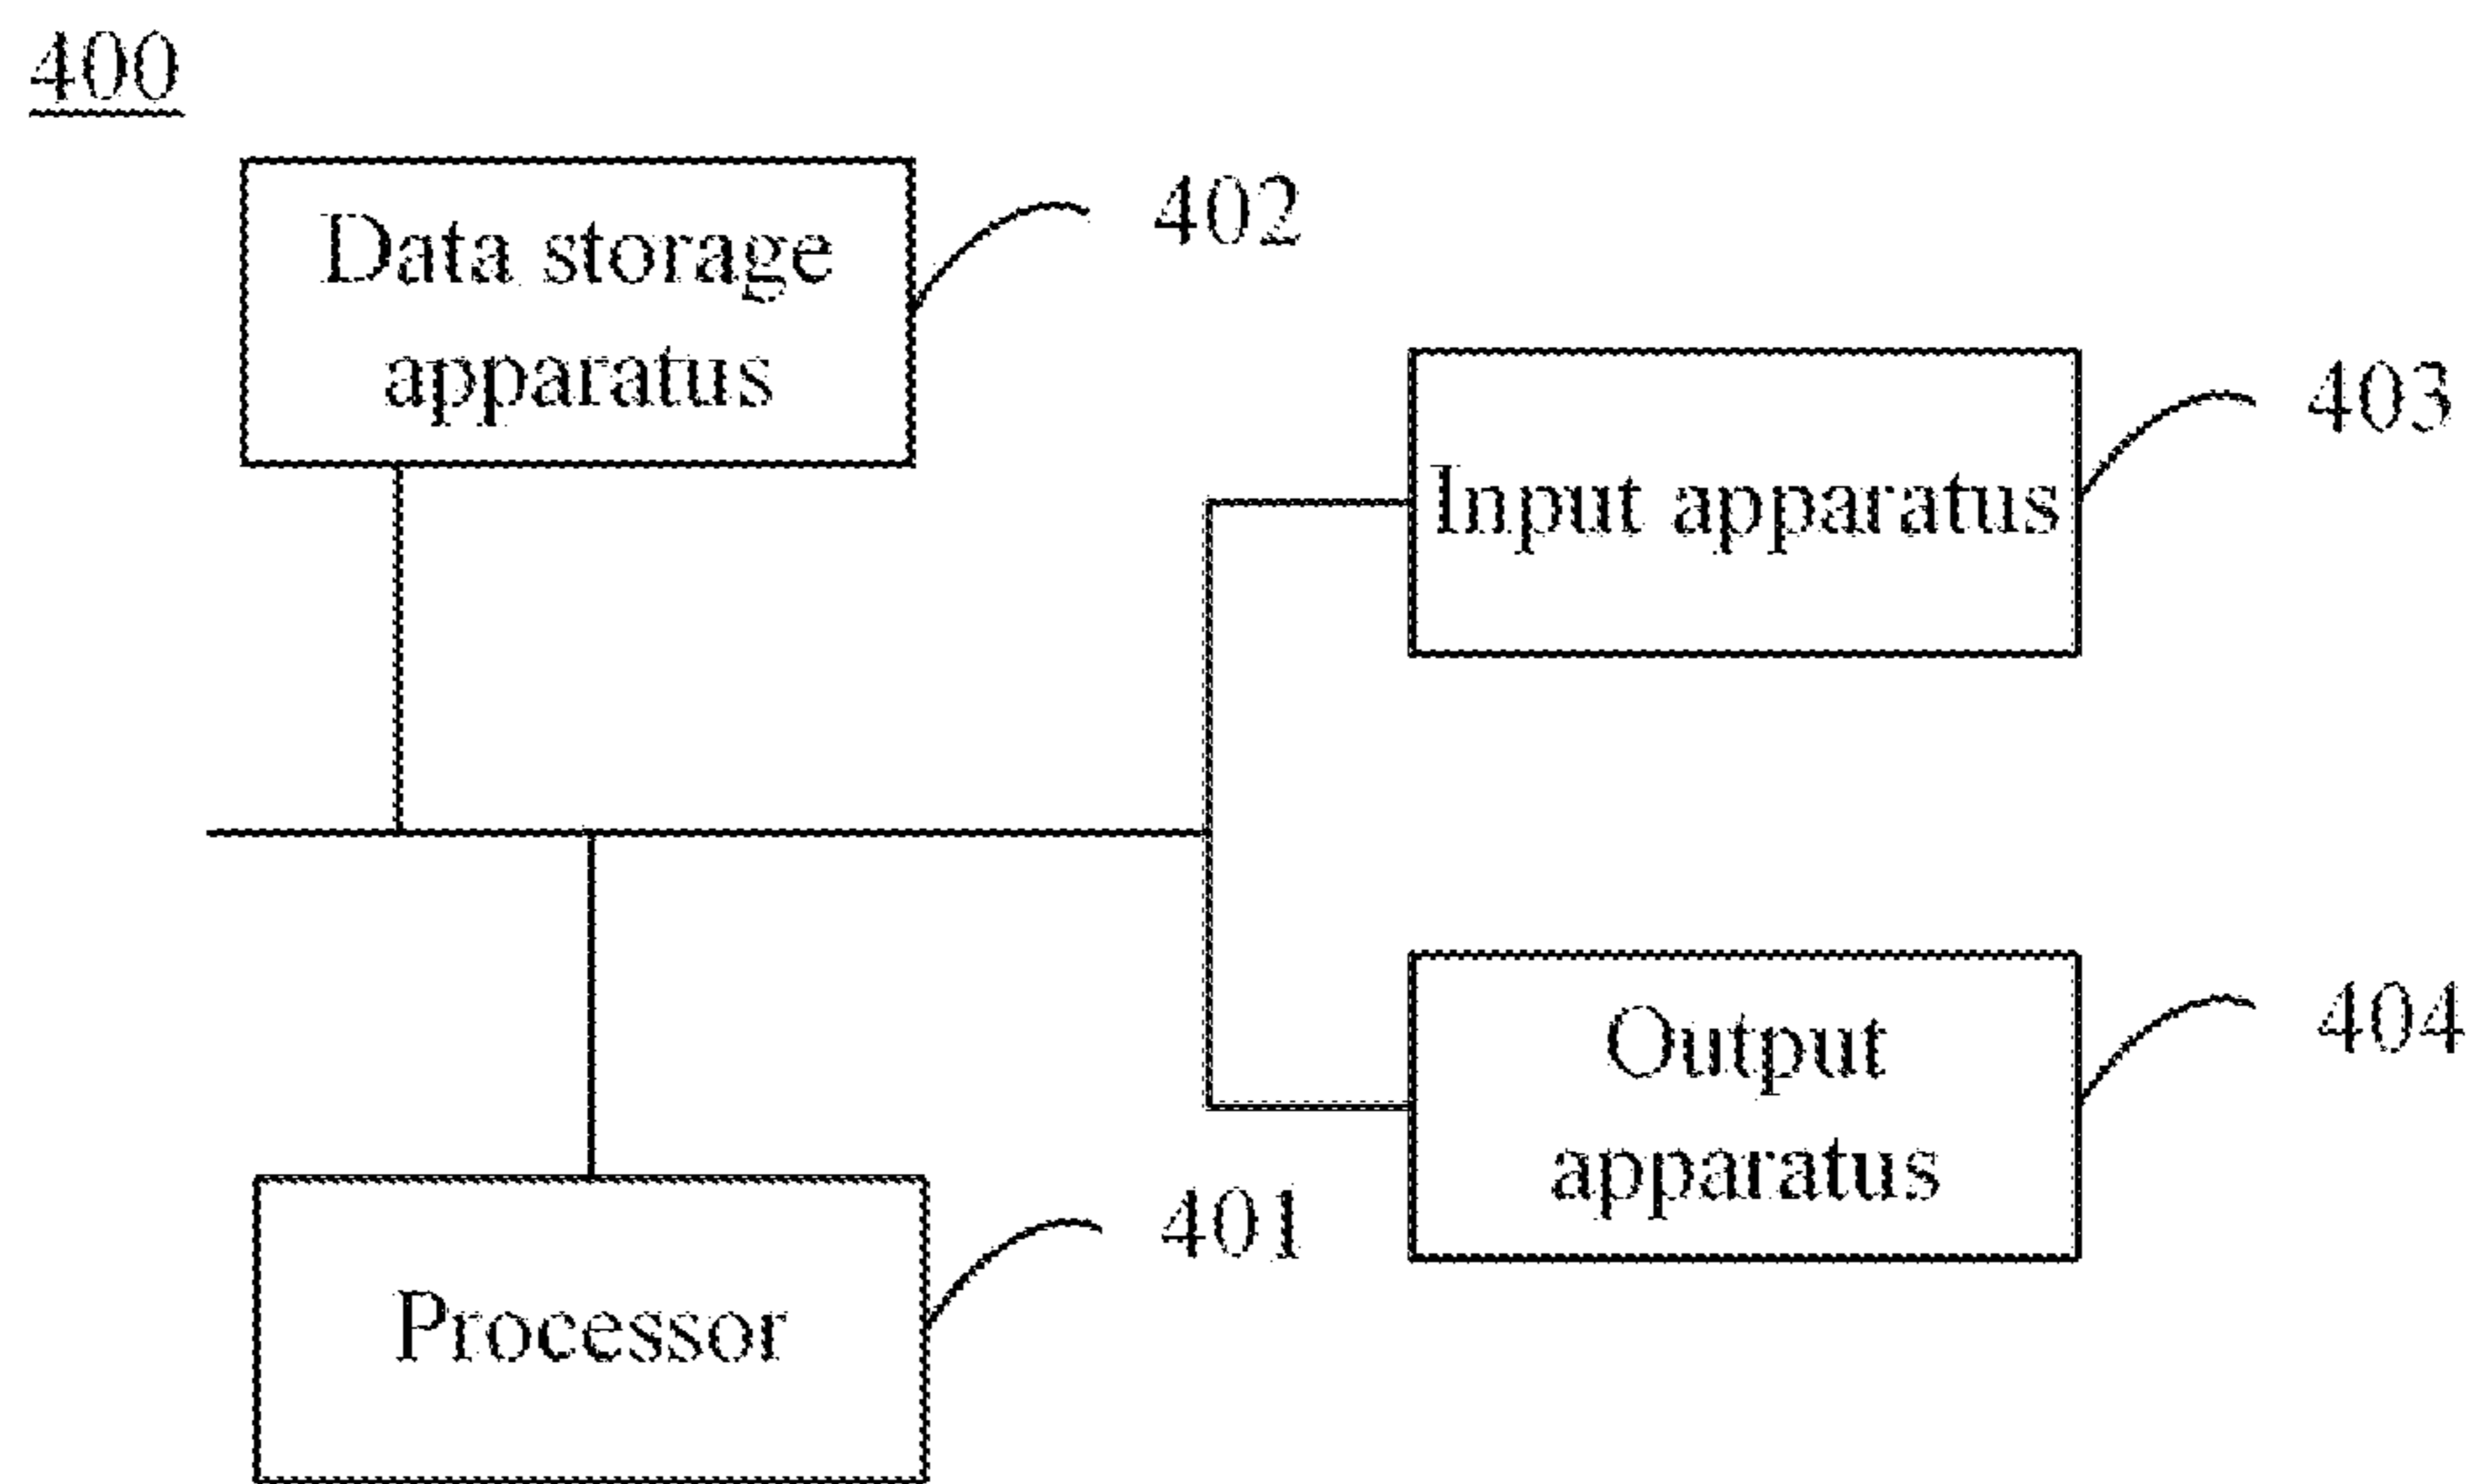 400
Data storage
apparatus
402
Input apparatus
403
Output
apparatus
404
Processor
401